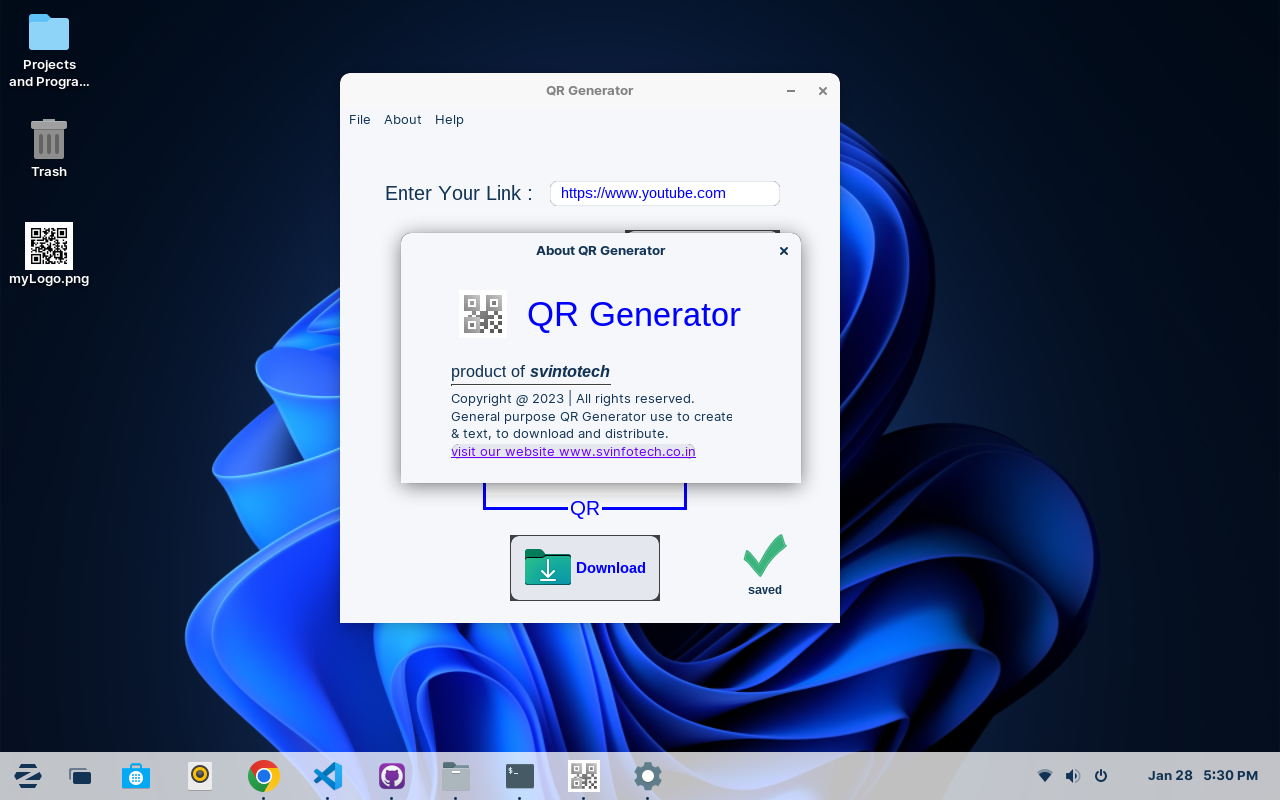 Projects
and Progra...
Trash
myLogo.png
QR Generator
File About Help
Enter Your Link :
https://www.youtube.com
About QR Generator
QR Generator
product of svintotech
Copyright @ 2023 | All rights reserved.
General purpose QR Generator use to create
& text, to download and distribute.
visit our website www.svinfotech.co.in
QR
Download
saved
$_
Jan 28 5:30 PM